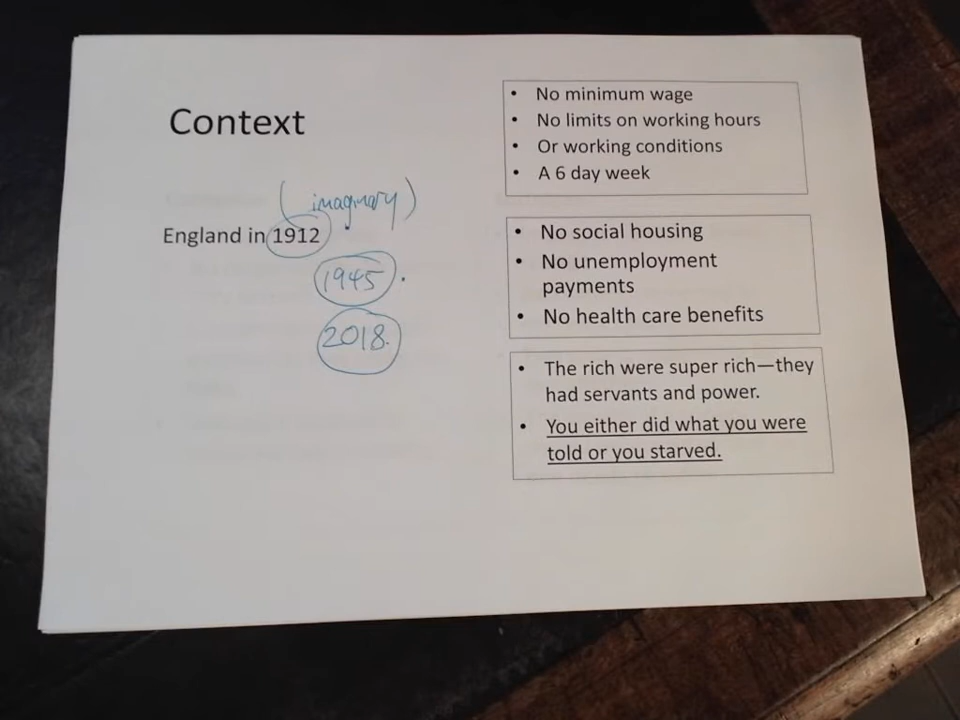 Context
(imaginary)
England in 1912
1945.
2018.
• No minimum wage
• No limits on working hours
• Or working conditions
• A 6 day week
• No social housing
• No unemployment
payments
• No health care benefits
• The rich were super rich—they
had servants and power.
• You either did what you were
told or you starved.